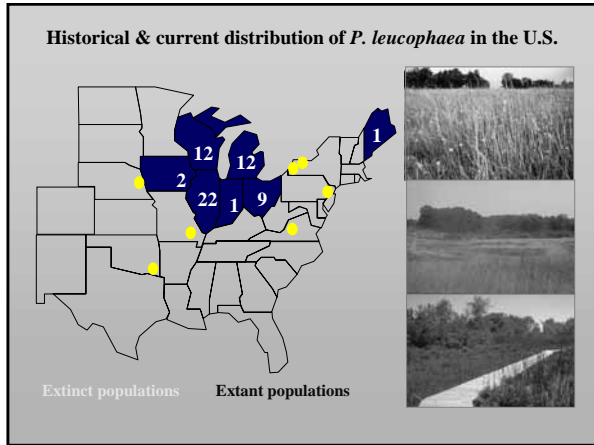 Historical & current distribution of P. leucophaea in the U.S.
1
12
12
2
22
1
9
Extinct populations
Extant populations